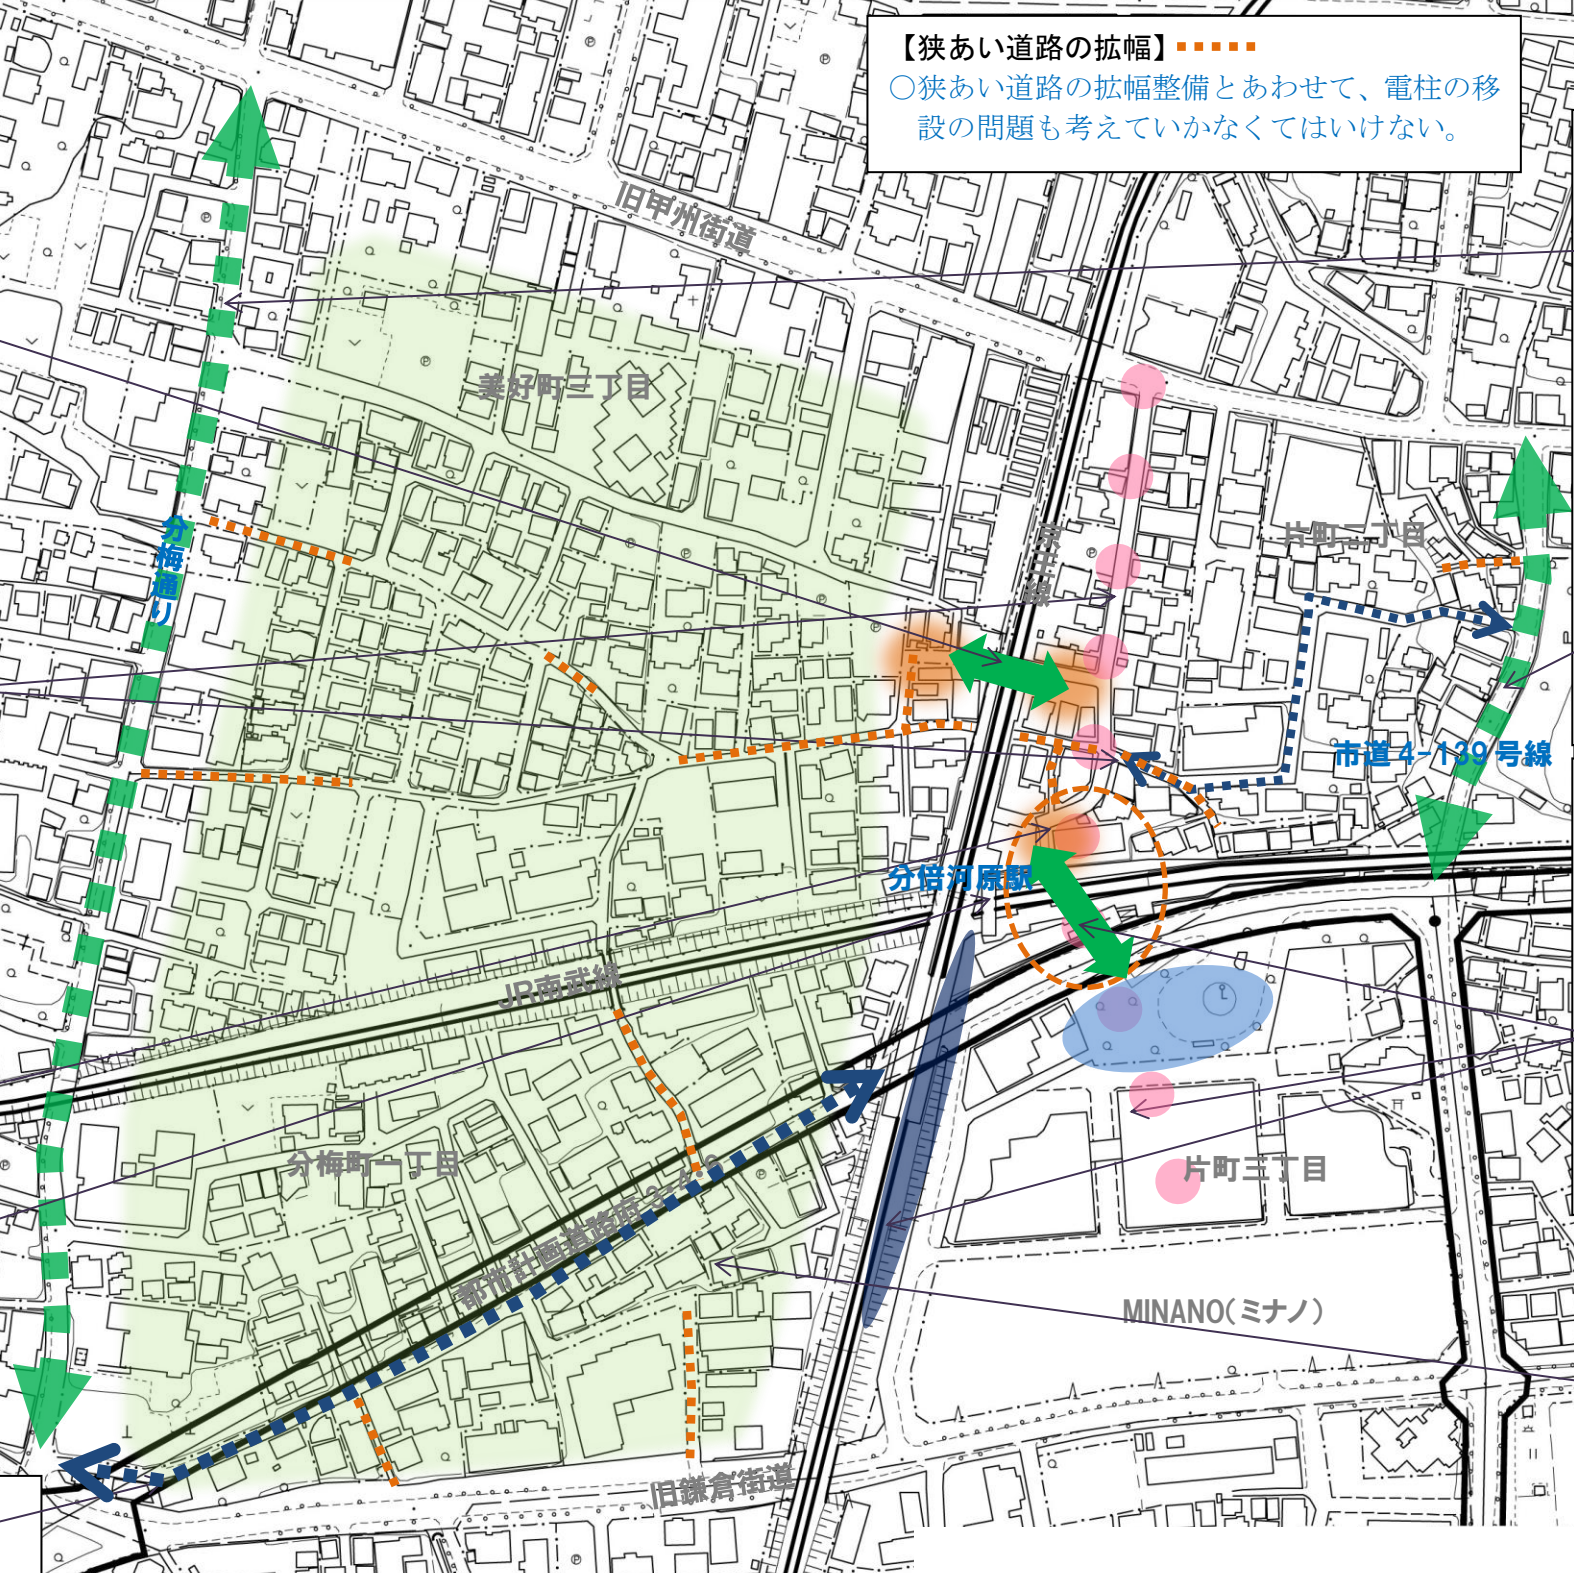 【狭あい道路の拡幅】
○狭あい道路の拡幅整備とあわせて、電柱の移
設の問題も考えていかなくてはいけない。
旧甲州街道
美好町三丁目
京王線
片町二丁目
分梅通り
市道4-139号線
分倍河原駅
JR南武線
分梅町一丁目
片町三丁目
都市計画道路府3・4・6
MINANO(ミナノ)
旧鎌倉街道